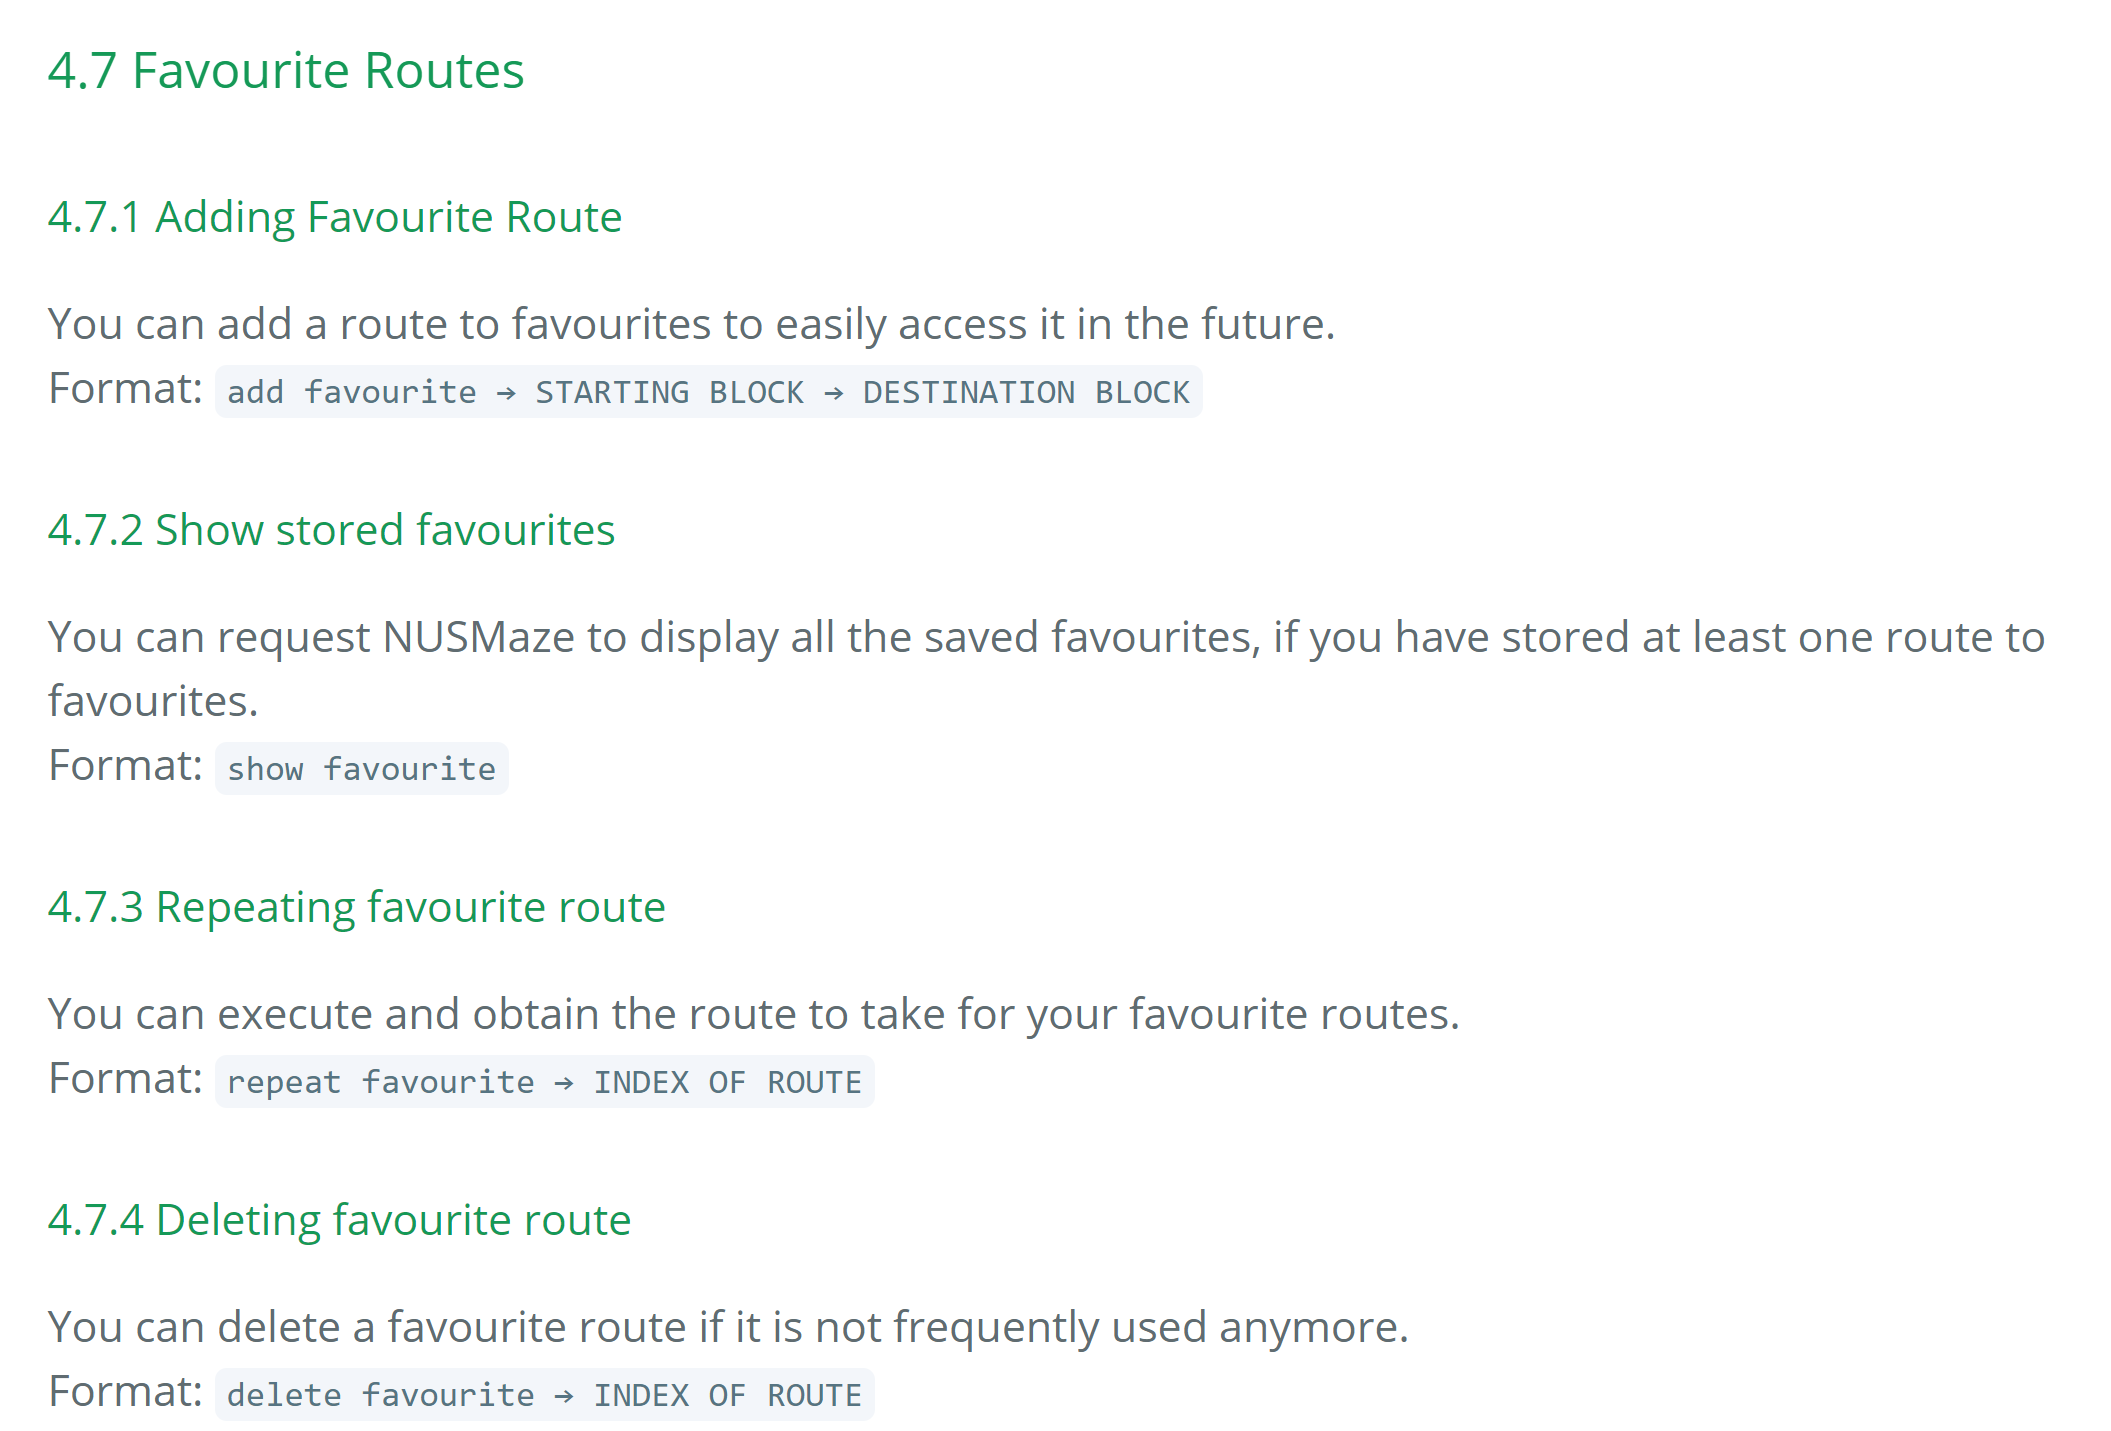 4.7 Favourite Routes
4.7.1 Adding Favourite Route
You can add a route to favourites to easily access it in the future.
Format: add favourite → STARTING BLOCK → DESTINATION BLOCK
4.7.2 Show stored favourites
You can request NUSMaze to display all the saved favourites, if you have stored at least one route to
favourites.
Format: show favourite
4.7.3 Repeating favourite route
You can execute and obtain the route to take for your favourite routes.
Format: repeat favourite → INDEX OF ROUTE
4.7.4 Deleting favourite route
You can delete a favourite route if it is not frequently used anymore.
Format: delete favourite → INDEX OF ROUTE